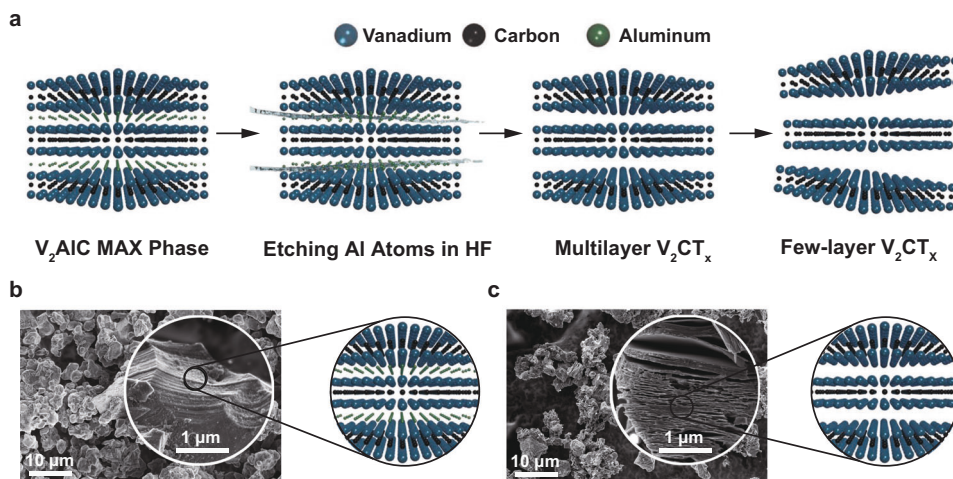 a
Vanadium Carbon Aluminum
V₂AlC MAX Phase Etching Al Atoms in HF Multilayer V₂CTₓ Few-layer V₂CTₓ
b c
1 µm 1 µm
10 µm 10 µm